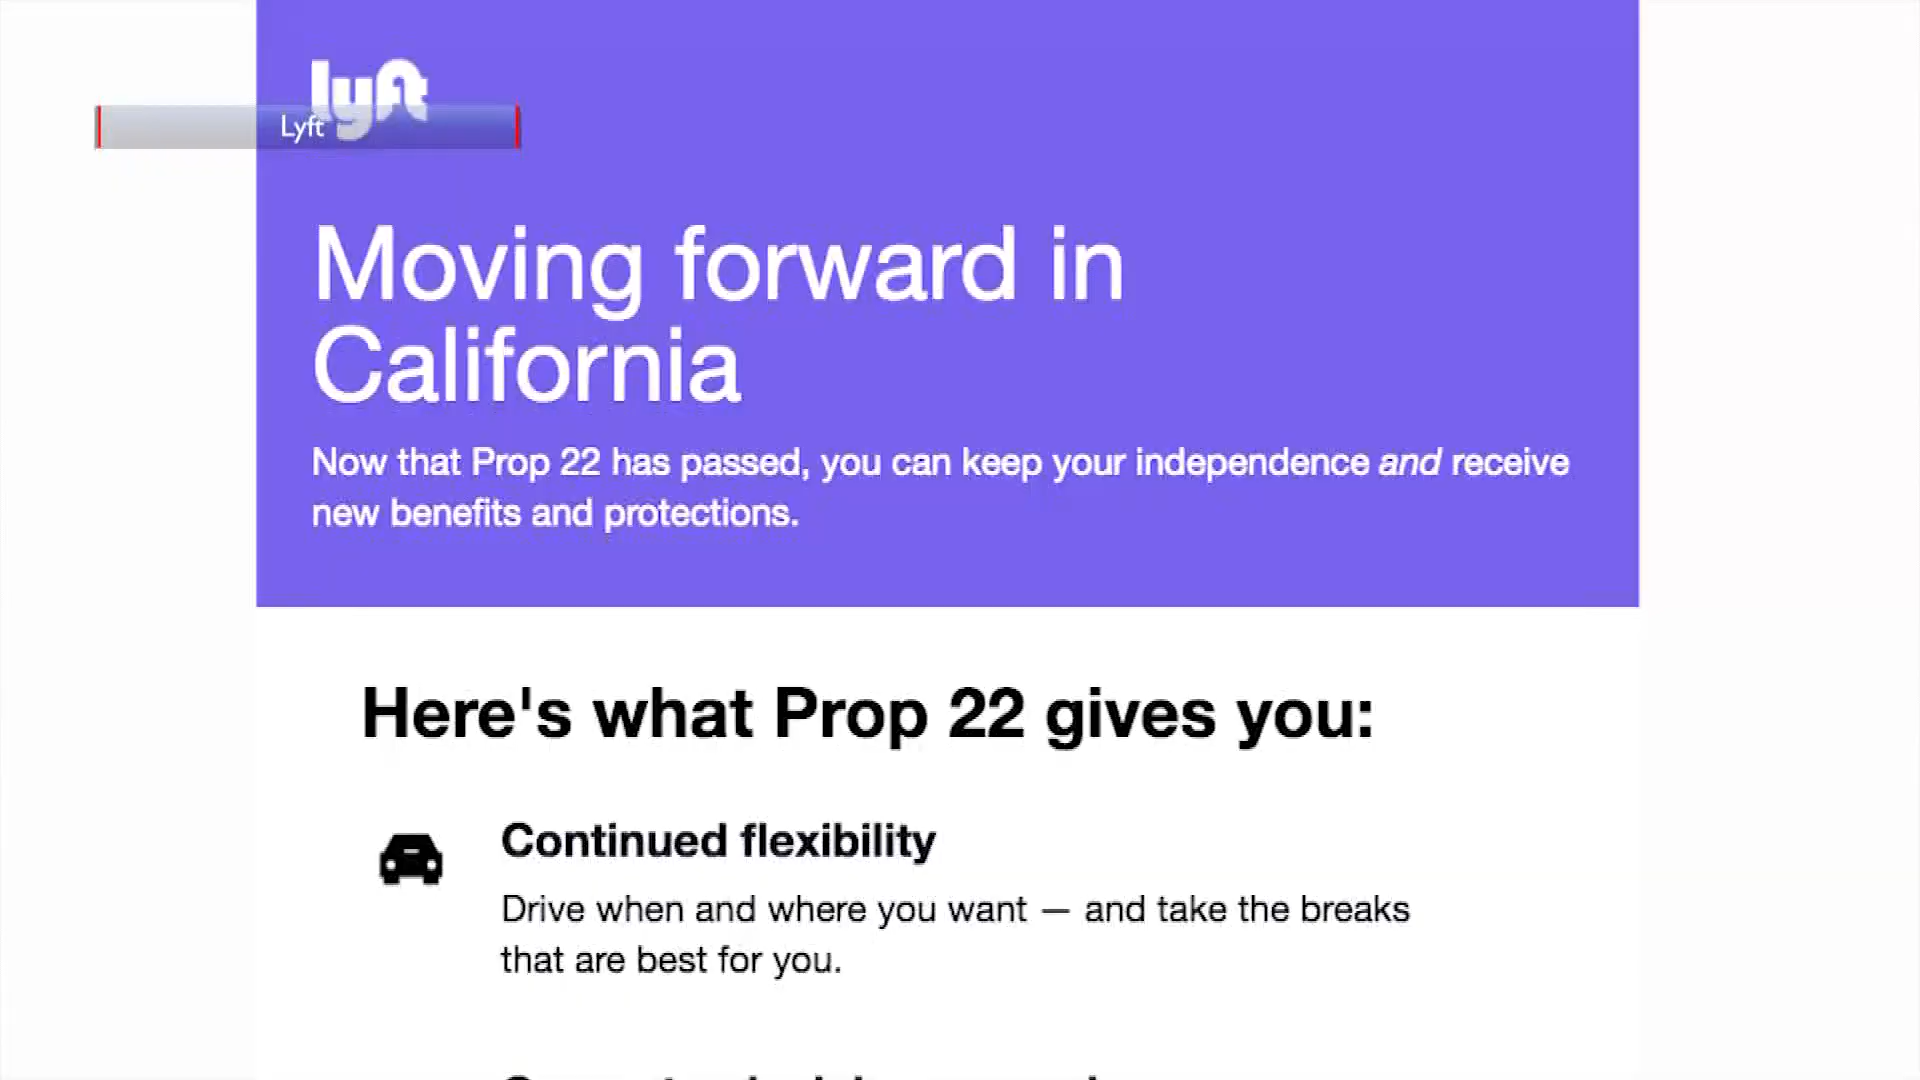 lyft
Lyft
Moving forward in
California
Now that Prop 22 has passed, you can keep your independence and receive
new benefits and protections.
Here's what Prop 22 gives you:
Continued flexibility
Drive when and where you want — and take the breaks
that are best for you.